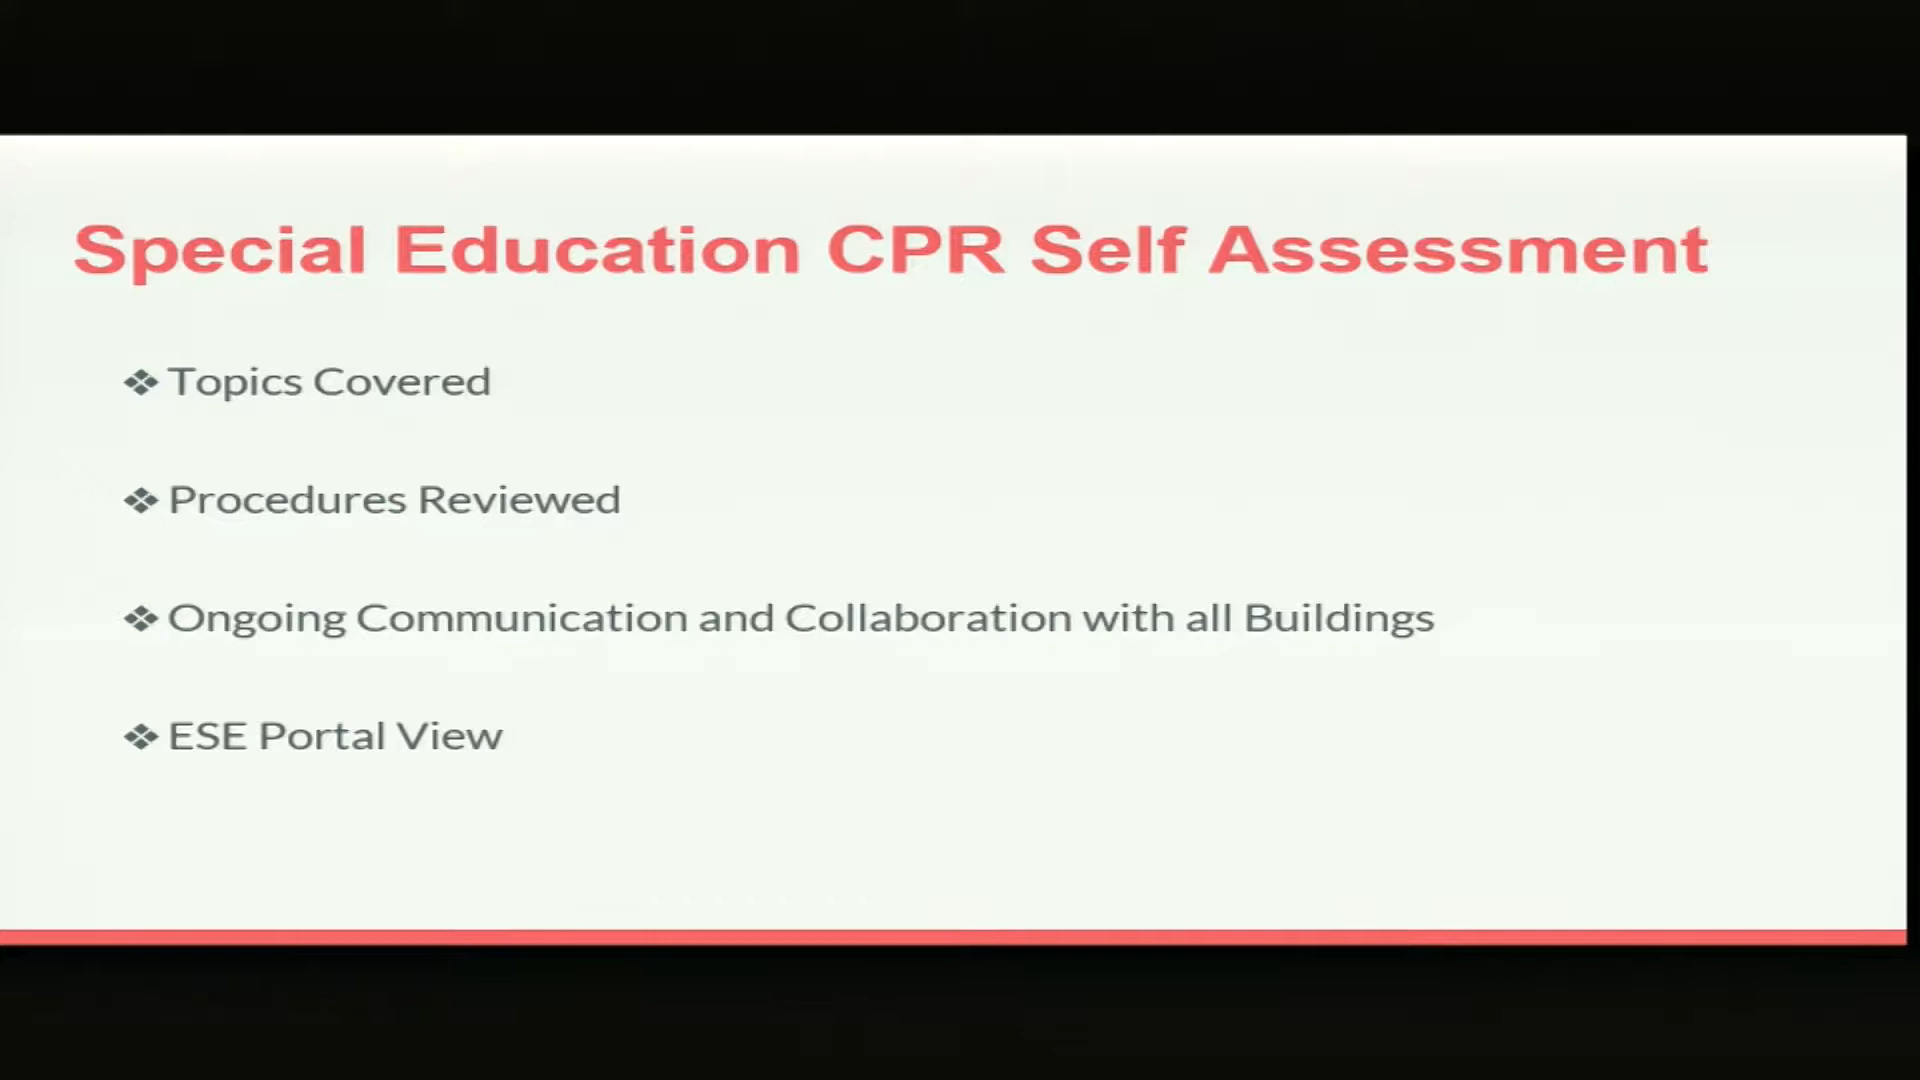 Special Education CPR Self Assessment
❖ Topics Covered
❖ Procedures Reviewed
❖ Ongoing Communication and Collaboration with all Buildings
❖ ESE Portal View